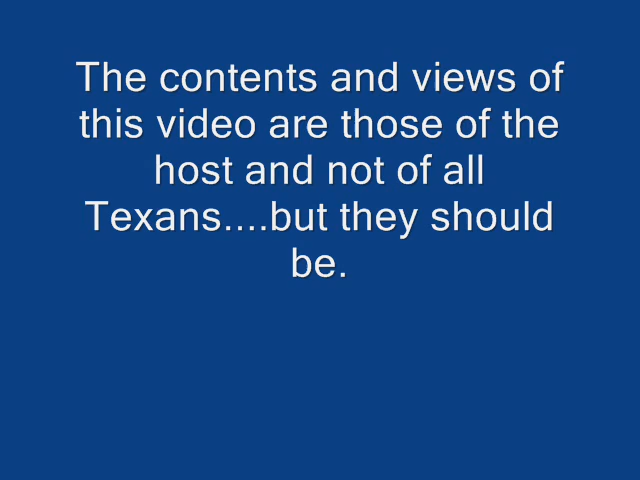 The contents and views of
this video are those of the
host and not of all
Texans....but they should
be.